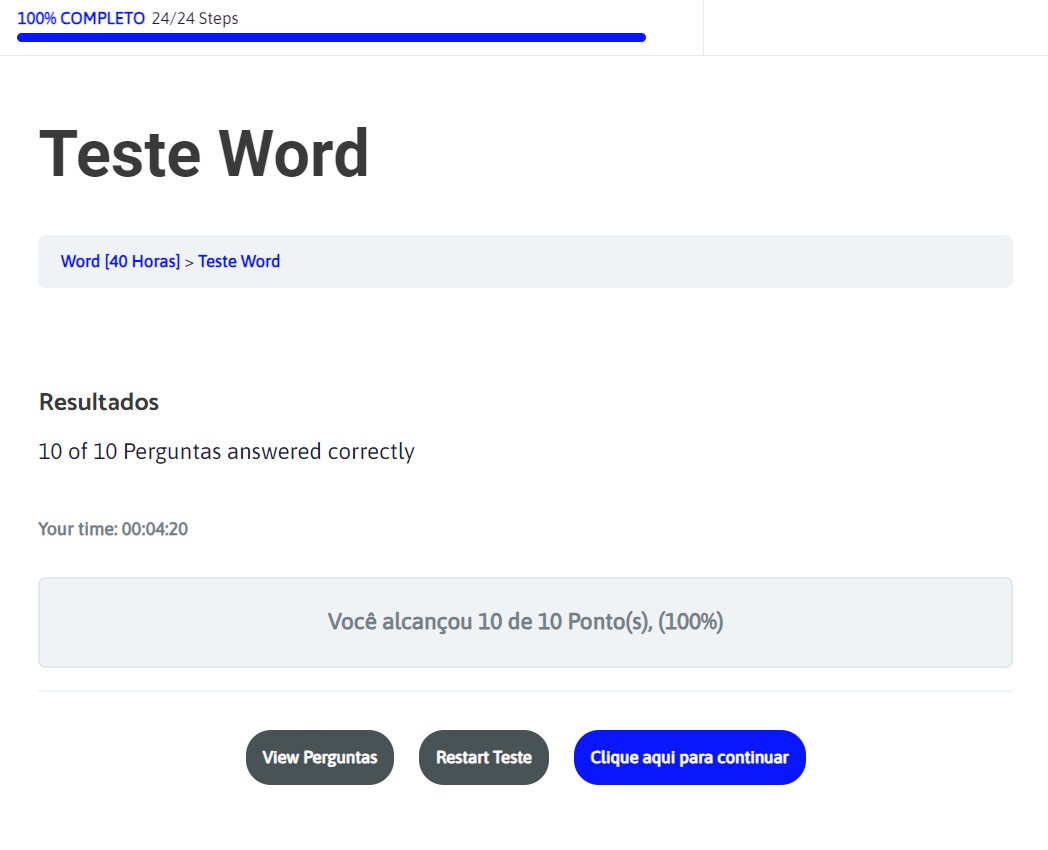 100% COMPLETO 24/24 Steps
Teste Word
Word [40 Horas] > Teste Word
Resultados
10 of 10 Perguntas answered correctly
Your time: 00:04:20
Você alcançou 10 de 10 Ponto(s), (100%)
View Perguntas Restart Teste Clique aqui para continuar